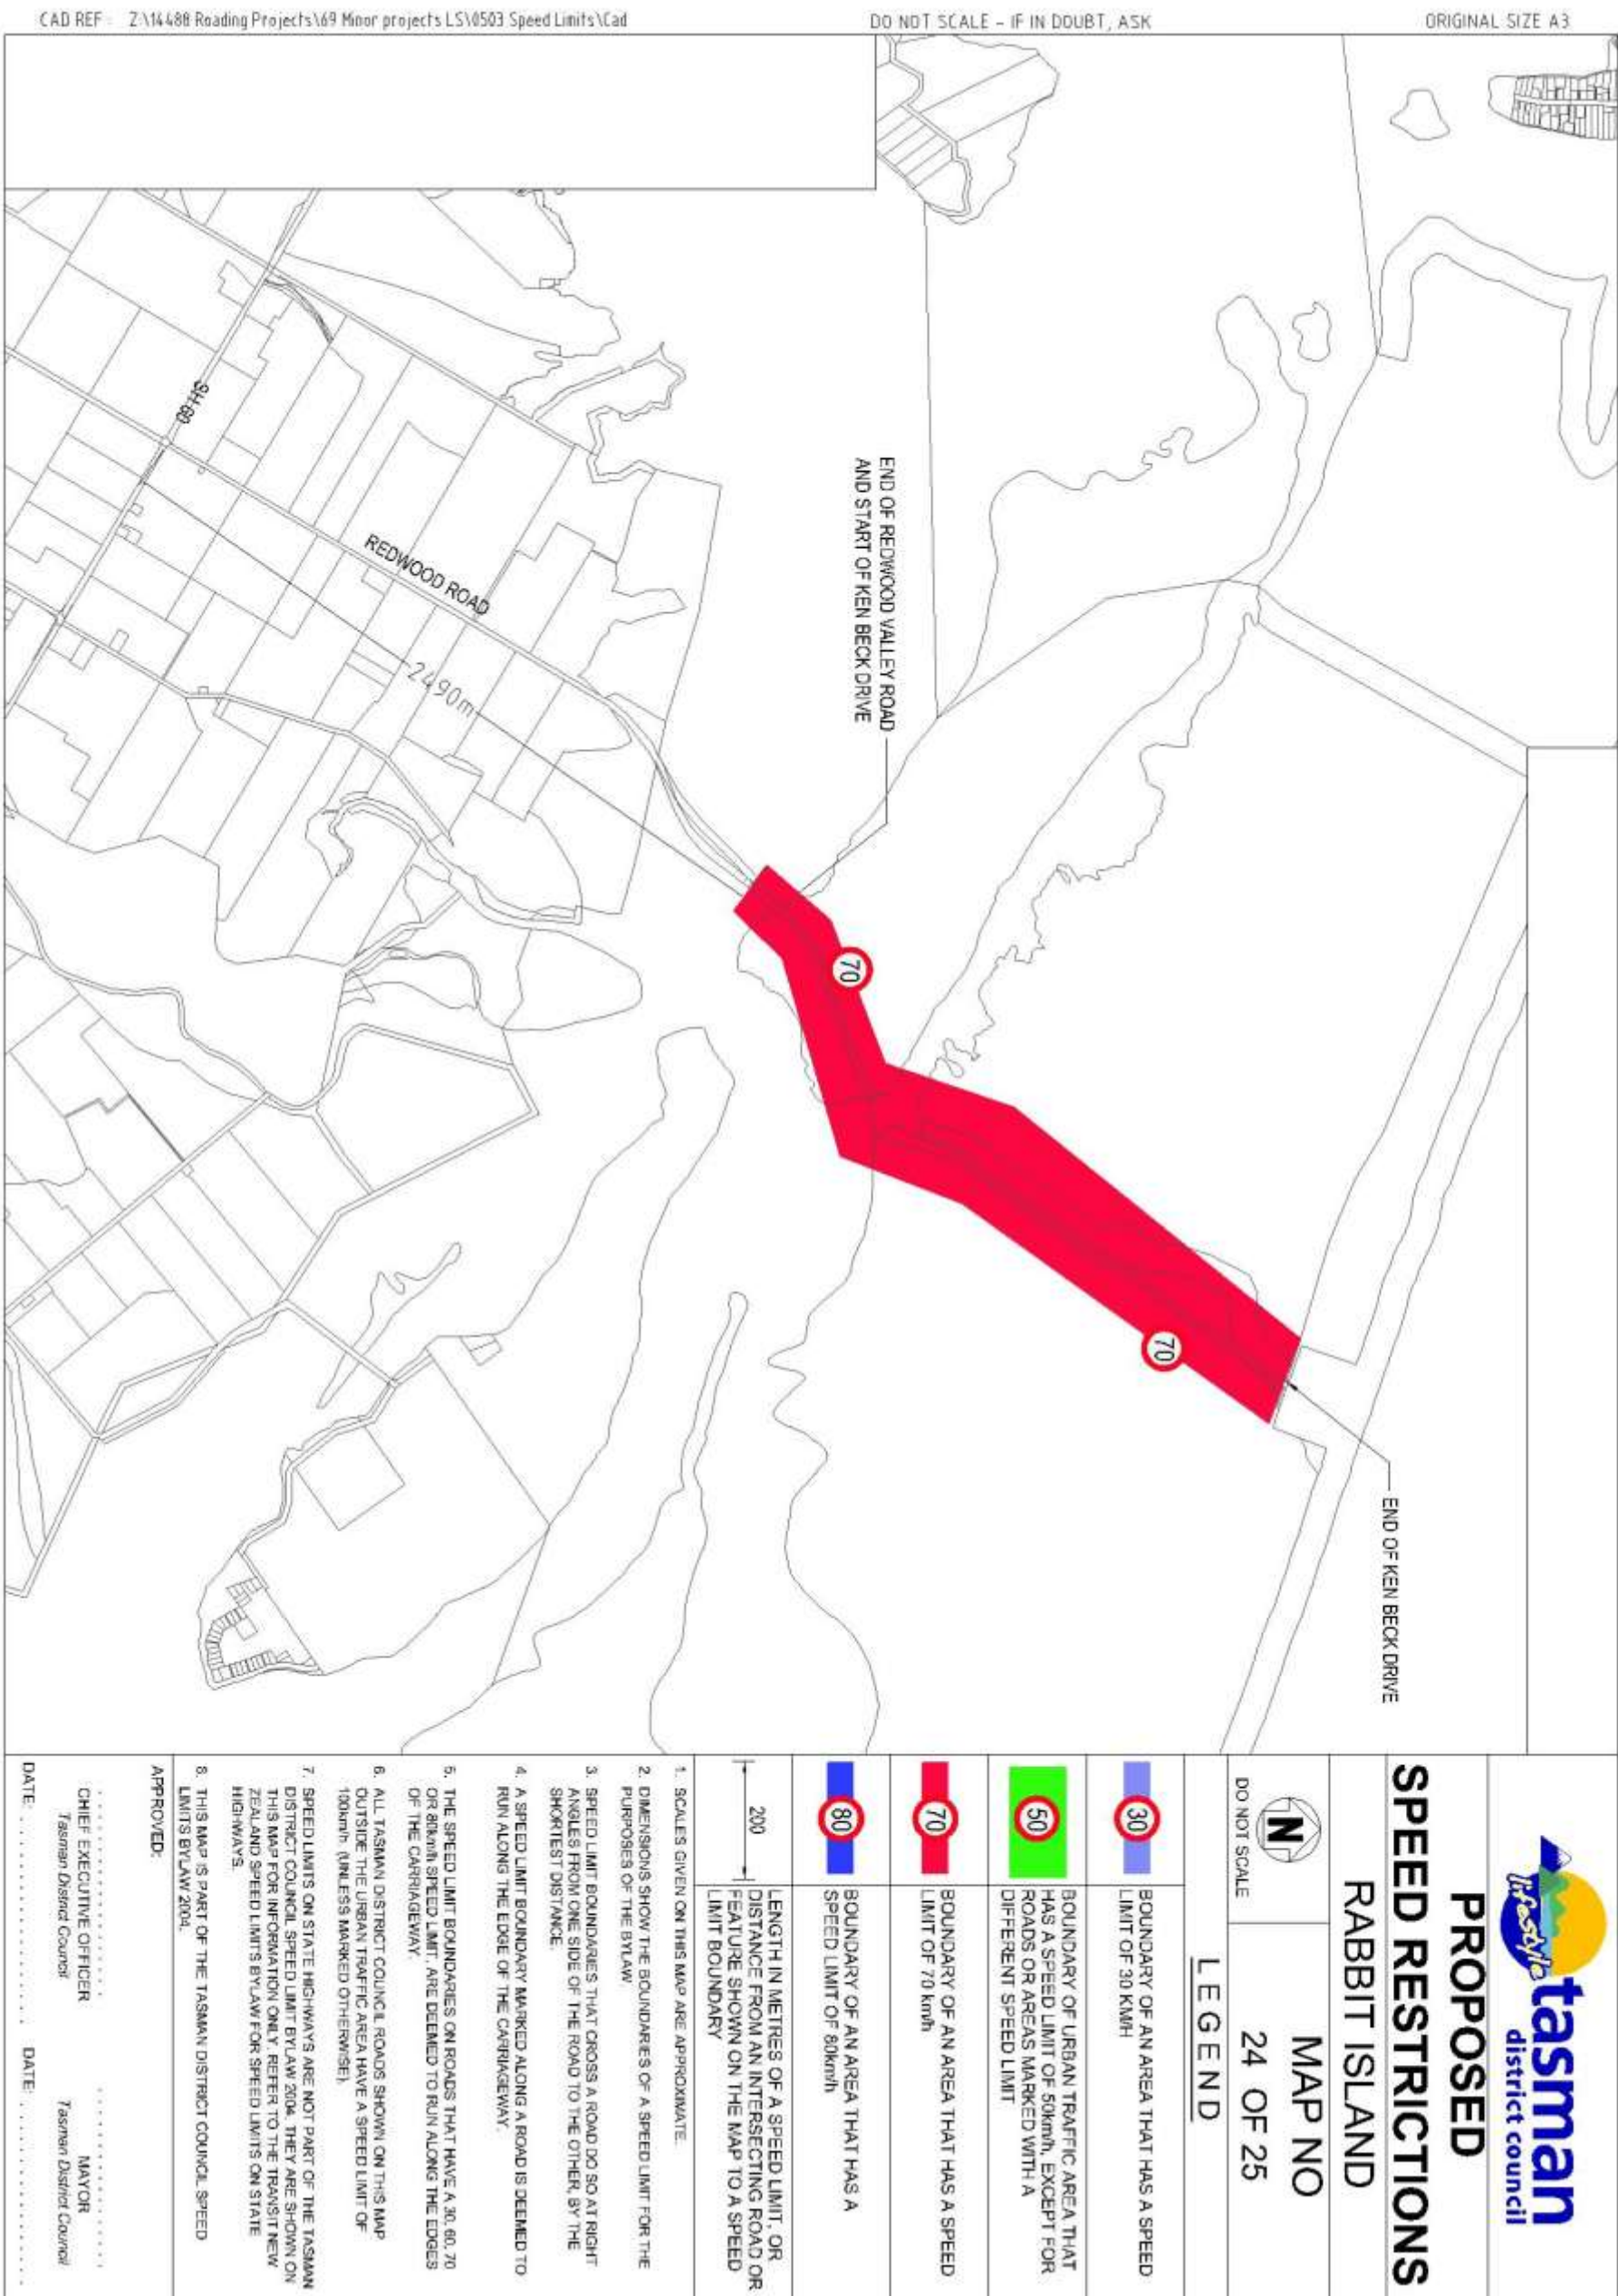 CAD REF : Z:\14488 Roading Projects\69 Minor projects LS\0503 Speed Limits\Cad
DO NOT SCALE - IF IN DOUBT, ASK
ORIGINAL SIZE A3
lifestyle tasman
district council
PROPOSED
SPEED RESTRICTIONS
RABBIT ISLAND
N
DO NOT SCALE
MAP NO
24 OF 25
LEGEND
30
BOUNDARY OF AN AREA THAT HAS A SPEED
LIMIT OF 30 KM/H
50
BOUNDARY OF URBAN TRAFFIC AREA THAT
HAS A SPEED LIMIT OF 50km/h, EXCEPT FOR
ROADS OR AREAS MARKED WITH A
DIFFERENT SPEED LIMIT
70
BOUNDARY OF AN AREA THAT HAS A SPEED
LIMIT OF 70 km/h
80
BOUNDARY OF AN AREA THAT HAS A
SPEED LIMIT OF 80km/h
200
LENGTH IN METRES OF A SPEED LIMIT, OR
DISTANCE FROM AN INTERSECTING ROAD OR
FEATURE SHOWN ON THE MAP TO A SPEED
LIMIT BOUNDARY
1. SCALES GIVEN ON THIS MAP ARE APPROXIMATE.
2. DIMENSIONS SHOW THE BOUNDARIES OF A SPEED LIMIT FOR THE
PURPOSES OF THE BYLAW.
3. SPEED LIMIT BOUNDARIES THAT CROSS A ROAD DO SO AT RIGHT
ANGLES FROM ONE SIDE OF THE ROAD TO THE OTHER, BY THE
SHORTEST DISTANCE.
4. A SPEED LIMIT BOUNDARY MARKED ALONG A ROAD IS DEEMED TO
RUN ALONG THE EDGE OF THE CARRIAGEWAY.
5. THE SPEED LIMIT BOUNDARIES ON ROADS THAT HAVE A 30, 60, 70
OR 80km/h SPEED LIMIT, ARE DEEMED TO RUN ALONG THE EDGES
OF THE CARRIAGEWAY.
6. ALL TASMAN DISTRICT COUNCIL ROADS SHOWN ON THIS MAP
OUTSIDE THE URBAN TRAFFIC AREA HAVE A SPEED LIMIT OF
100km/h (UNLESS MARKED OTHERWISE).
7. SPEED LIMITS ON STATE HIGHWAYS ARE NOT PART OF THE TASMAN
DISTRICT COUNCIL SPEED LIMIT BYLAW 2004. THEY ARE SHOWN ON
THIS MAP FOR INFORMATION ONLY. REFER TO THE TRANSIT NEW
ZEALAND SPEED LIMITS BYLAW FOR SPEED LIMITS ON STATE
HIGHWAYS.
8. THIS MAP IS PART OF THE TASMAN DISTRICT COUNCIL SPEED
LIMITS BYLAW 2004.
APPROVED:
CHIEF EXECUTIVE OFFICER
Tasman District Council
MAYOR
Tasman District Council
DATE:
DATE:
END OF KEN BECK DRIVE
70
70
END OF REDWOOD VALLEY ROAD
AND START OF KEN BECK DRIVE
REDWOOD ROAD
2490m
SH 60